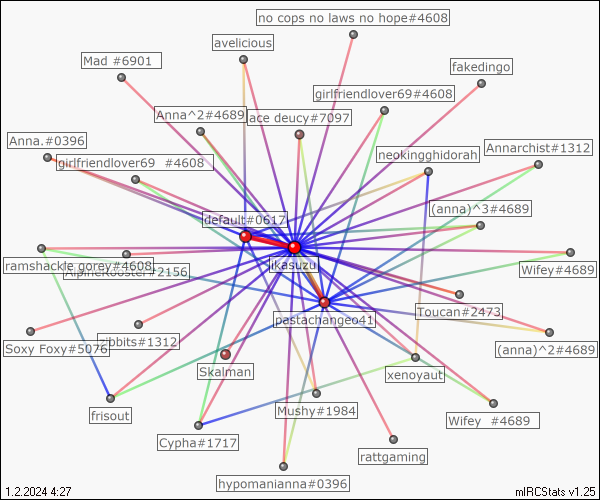 no cops no laws no hope#4608
avelicious
Mad #6901
fakedingo
girlfriendlover69#4608
Anna^2#4689
ace deucy#7097
Anna.#0396
neokingghidorah
Annarchist#1312
girlfriendlover69 #4608
(anna)^3#4689
default#0617
ikasuzu
ramshackle gorey#4608
Wifey#4689
AlpineRooster#2156
Toucan#2473
pastachangeo41
Soxy Foxy#5076
zibbits#1312
(anna)^2#4689
Skalman
xenoyaut
frisout
Mushy#1984
Wifey #4689
Cypha#1717
rattgaming
hypomanianna#0396
1.2.2024 4:27
mIRCStats v1.25